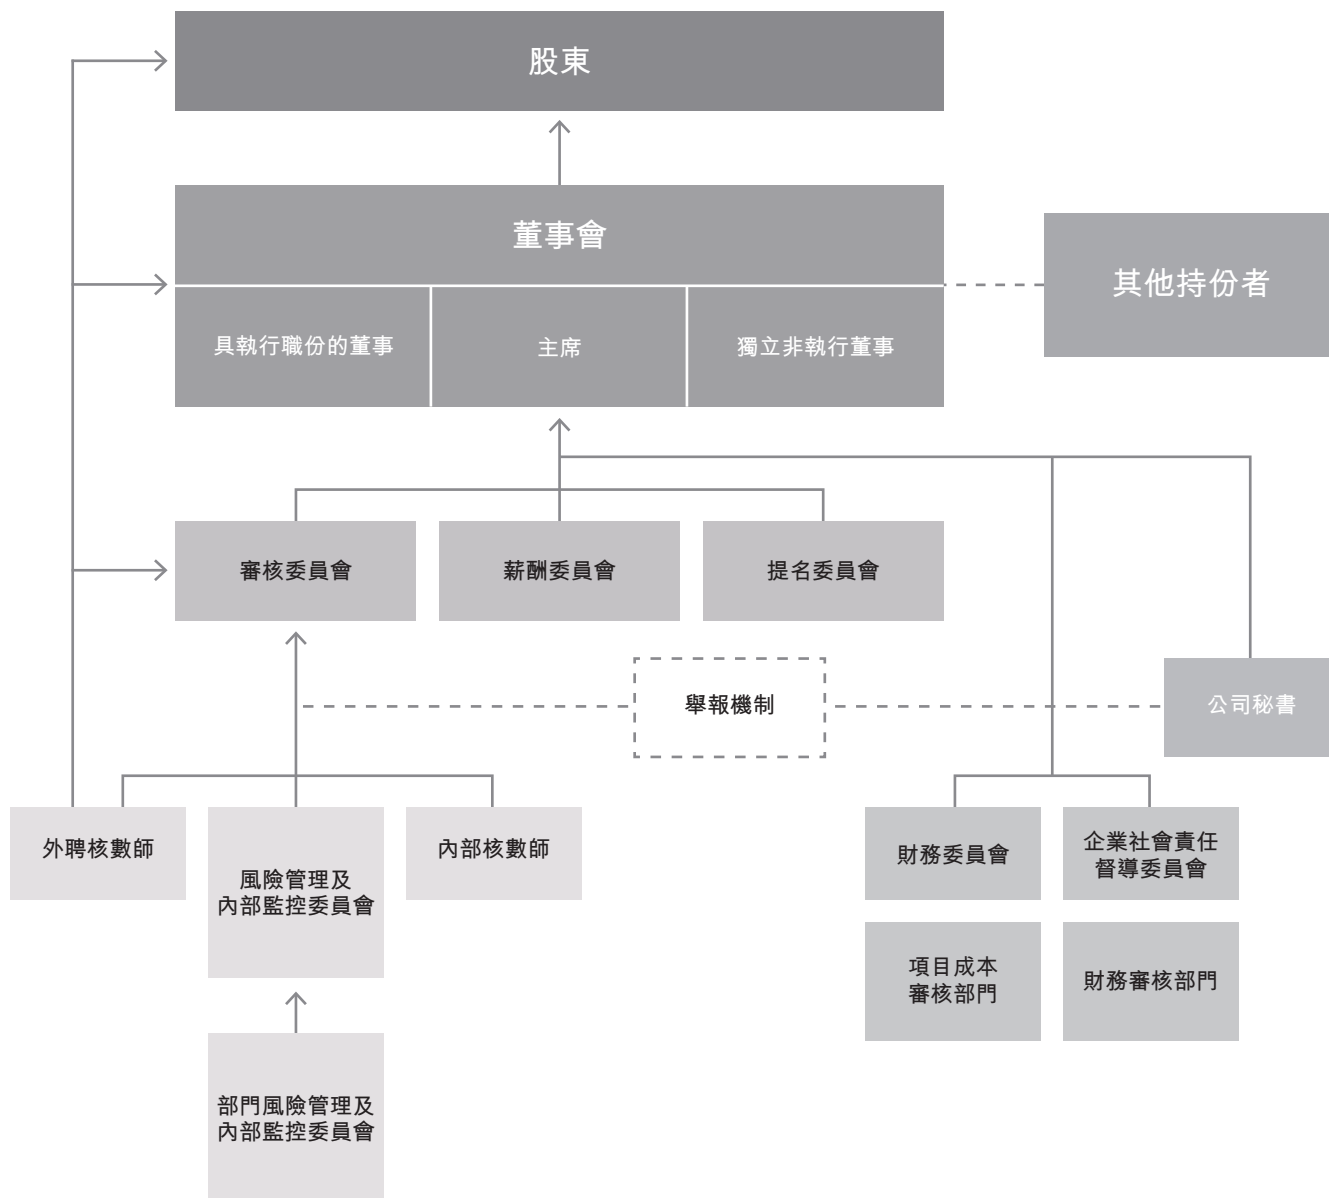 股東
董事會
其他持份者
具執行職份的董事
主席
獨立非執行董事
審核委員會
薪酬委員會
提名委員會
舉報機制
公司秘書
外聘核數師
風險管理及
內部監控委員會
內部核數師
財務委員會
企業社會責任
督導委員會
項目成本
審核部門
財務審核部門
部門風險管理及
內部監控委員會